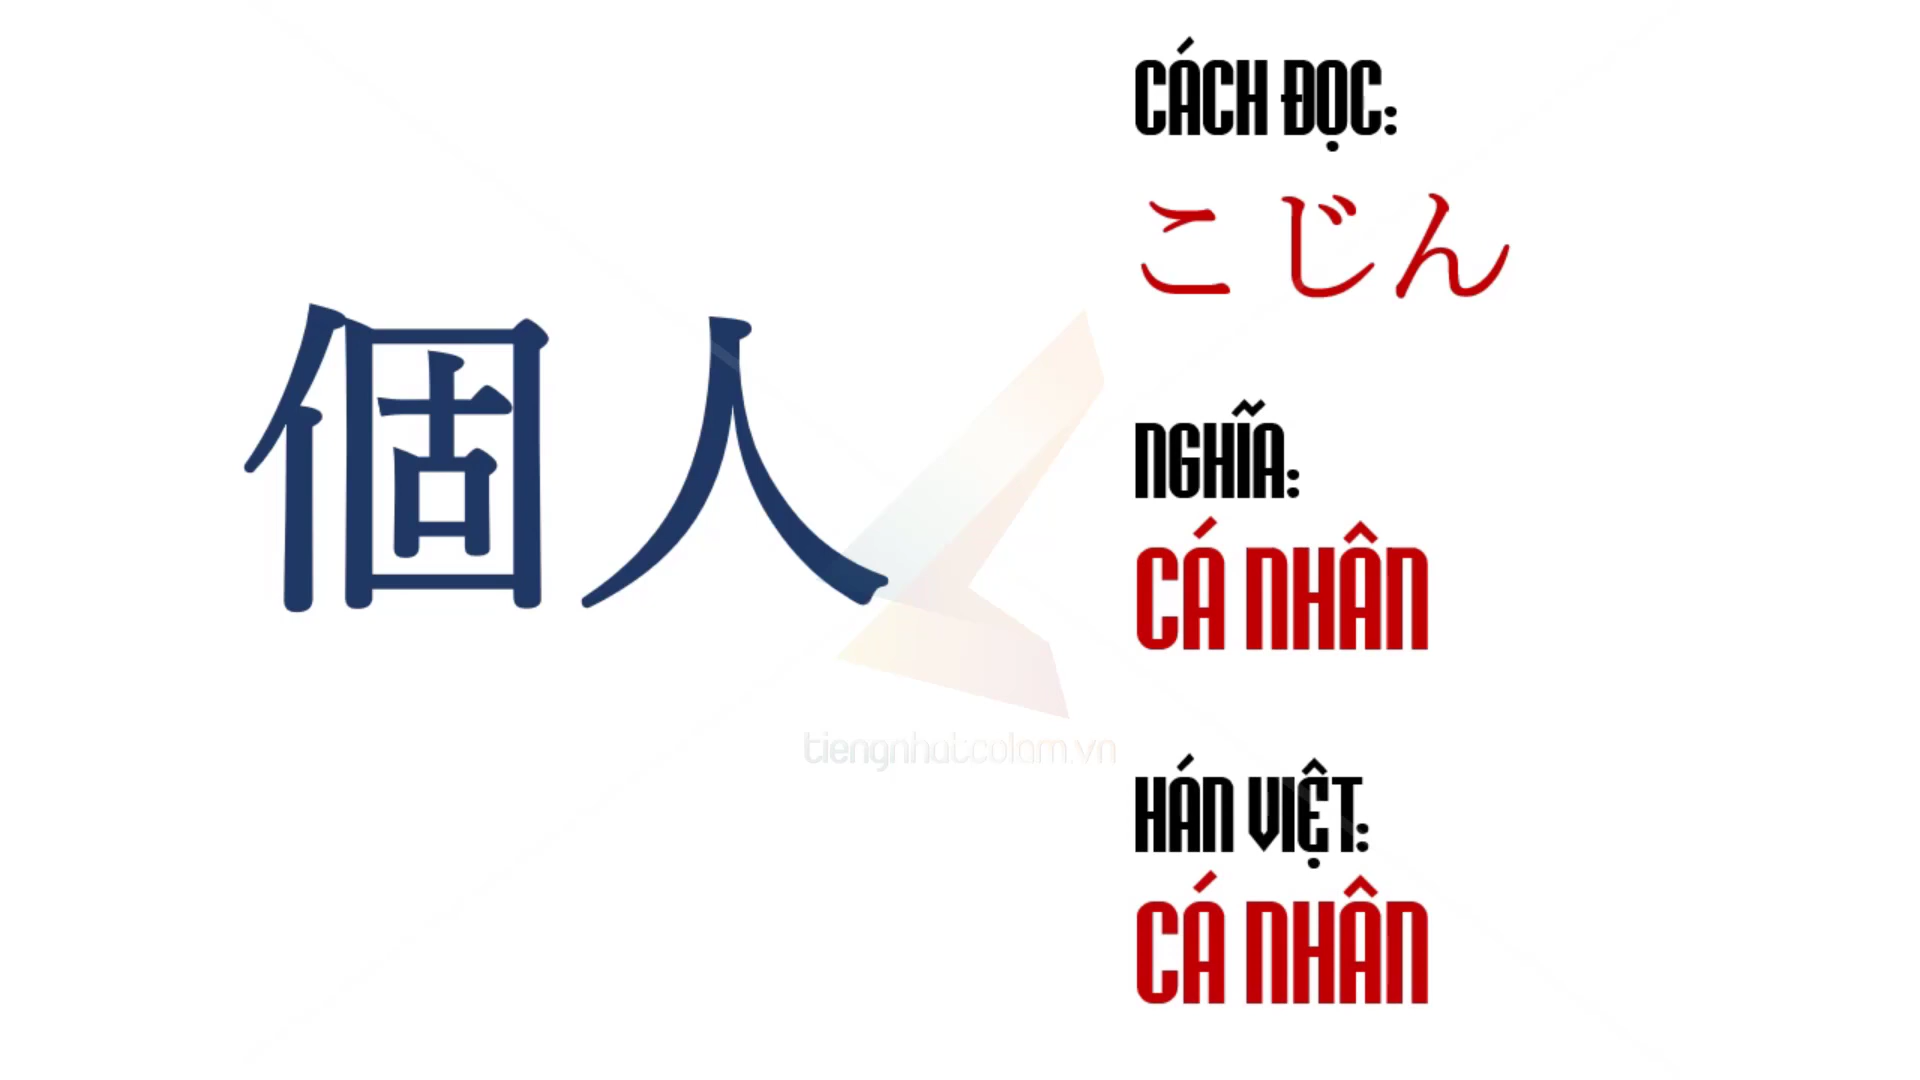 個人
CÁCH ĐỌC:
こじん
NGHĨA:
CÁ NHÂN
tiengnhatcolam.vn
HÁN VIỆT:
CÁ NHÂN